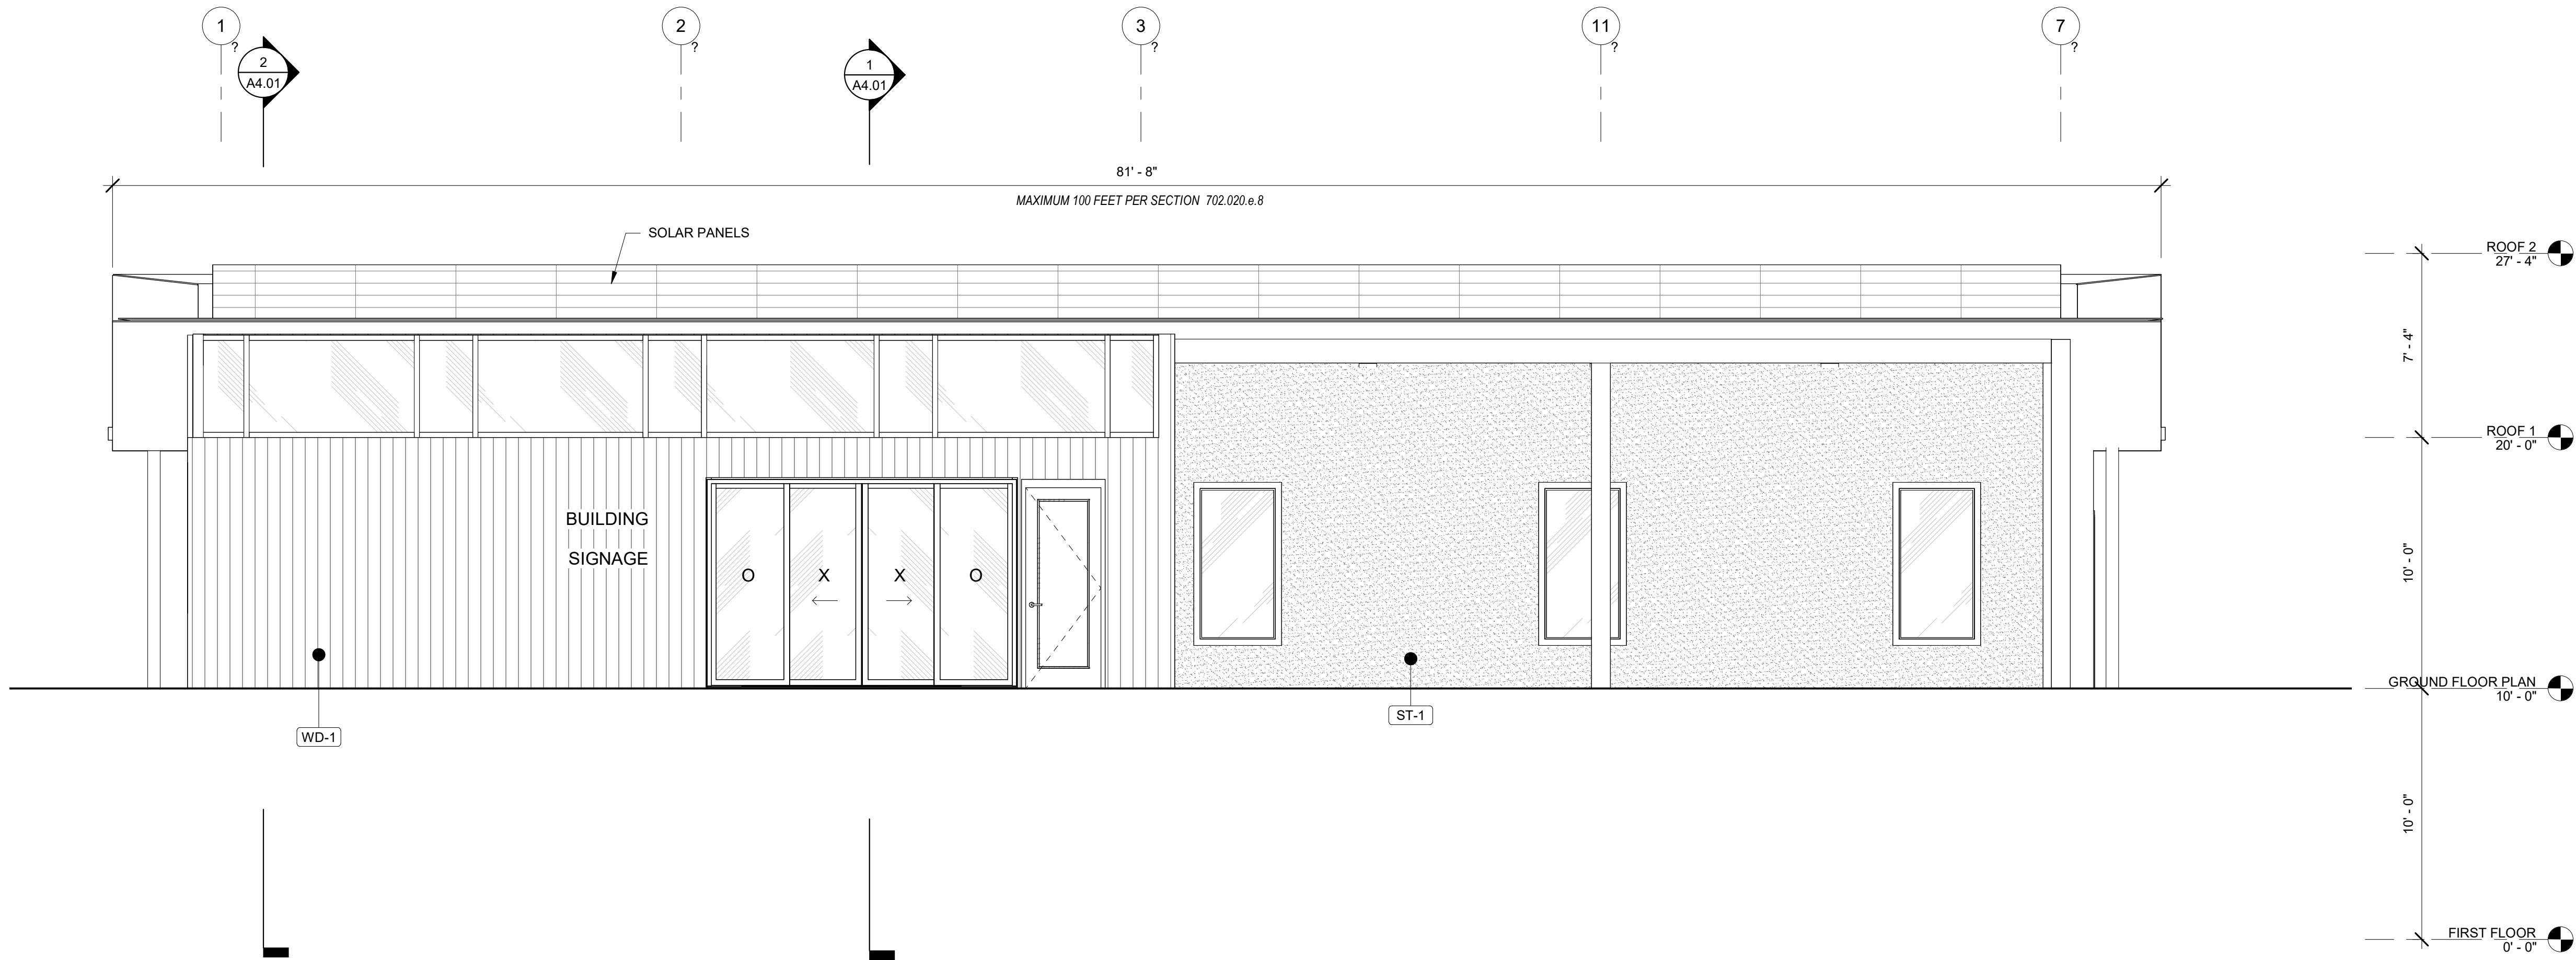 1
?
2
?
3
?
11
?
7
?
2
A4.01
1
A4.01
81' - 8"
MAXIMUM 100 FEET PER SECTION 702.020.e.8
SOLAR PANELS
ROOF 2
27' - 4"
7' - 4"
ROOF 1
20' - 0"
BUILDING
SIGNAGE
O
X
X
O
10' - 0"
GROUND FLOOR PLAN
10' - 0"
WD-1
ST-1
10' - 0"
FIRST FLOOR
0' - 0"